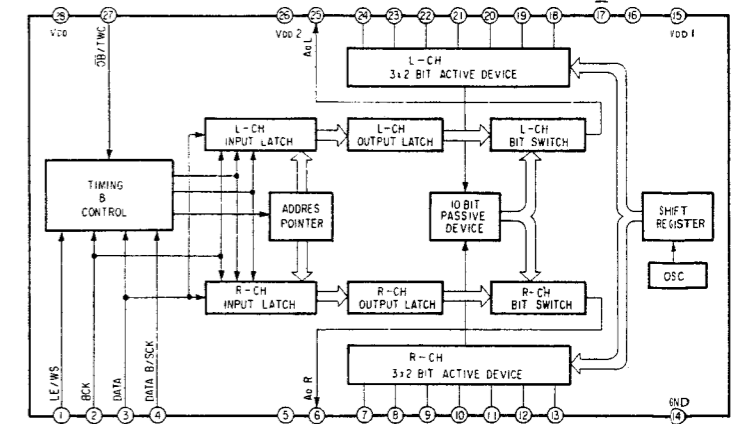 28 27 26 25 24 23 22 21 20 19 18 17 16 15
VDD OB/TWC VDD 2 AoL VDD 1
L-CH
3x2 BIT ACTIVE DEVICE
L-CH
INPUT LATCH
L-CH
OUTPUT LATCH
L-CH
BIT SWITCH
TIMING
B
CONTROL
ADDRES
POINTER
10 BIT
PASSIVE
DEVICE
SHIFT
REGISTER
OSC
R-CH
INPUT LATCH
R-CH
OUTPUT LATCH
R-CH
BIT SWITCH
R-CH
3x2 BIT ACTIVE DEVICE
LE/WS BCK DATA DATA B/SCK AoR GND
1 2 3 4 5 6 7 8 9 10 11 12 13 14